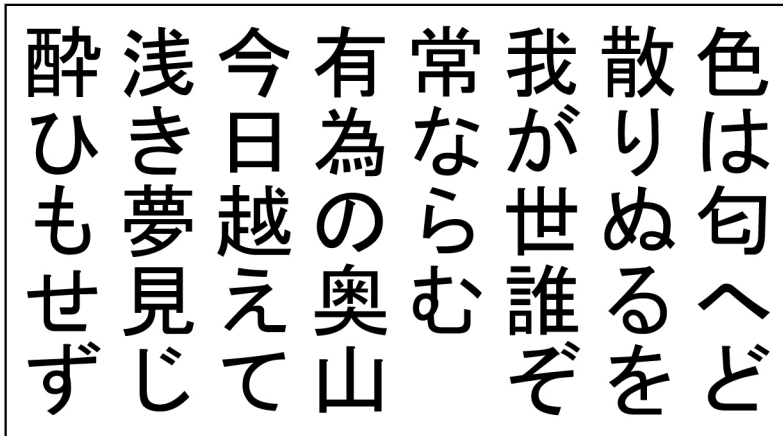 色は匂へど
散りぬるを
我が世誰ぞ
常ならむ
有為の奥山
今日越えて
浅き夢見じ
酔ひもせず